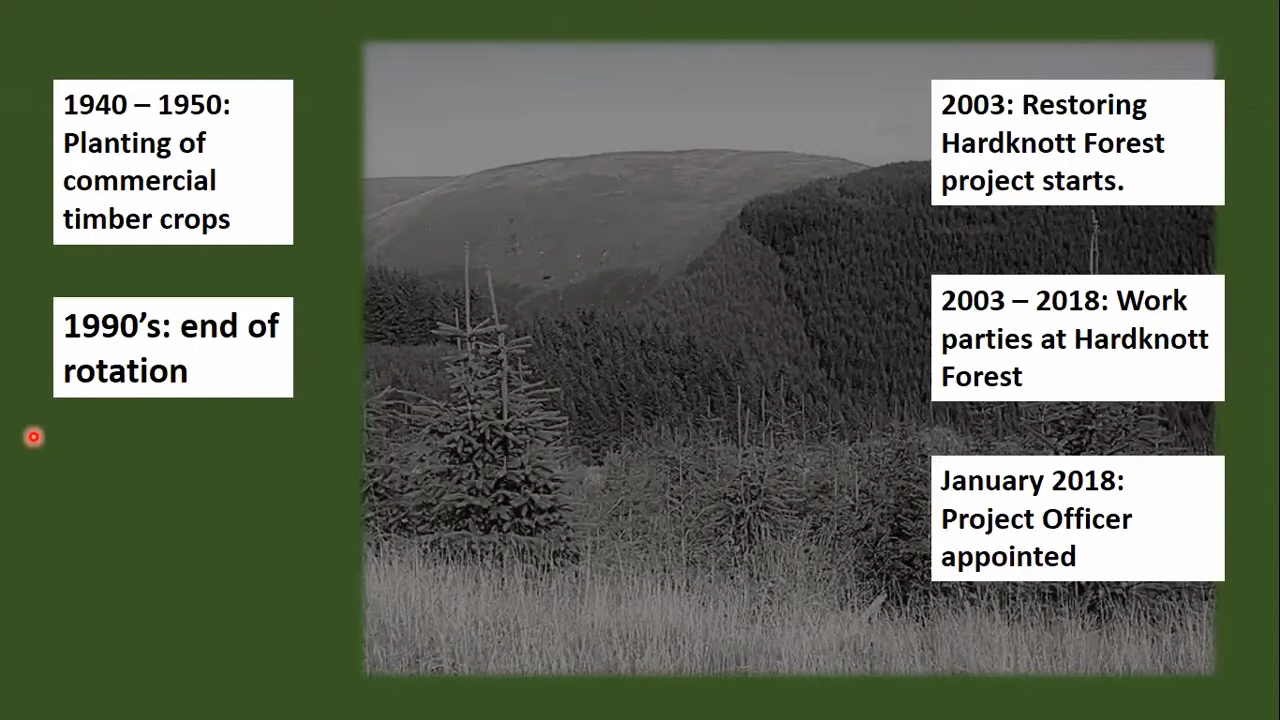 1940 – 1950:
Planting of
commercial
timber crops
1990’s: end of
rotation
2003: Restoring
Hardknott Forest
project starts.
2003 – 2018: Work
parties at Hardknott
Forest
January 2018:
Project Officer
appointed